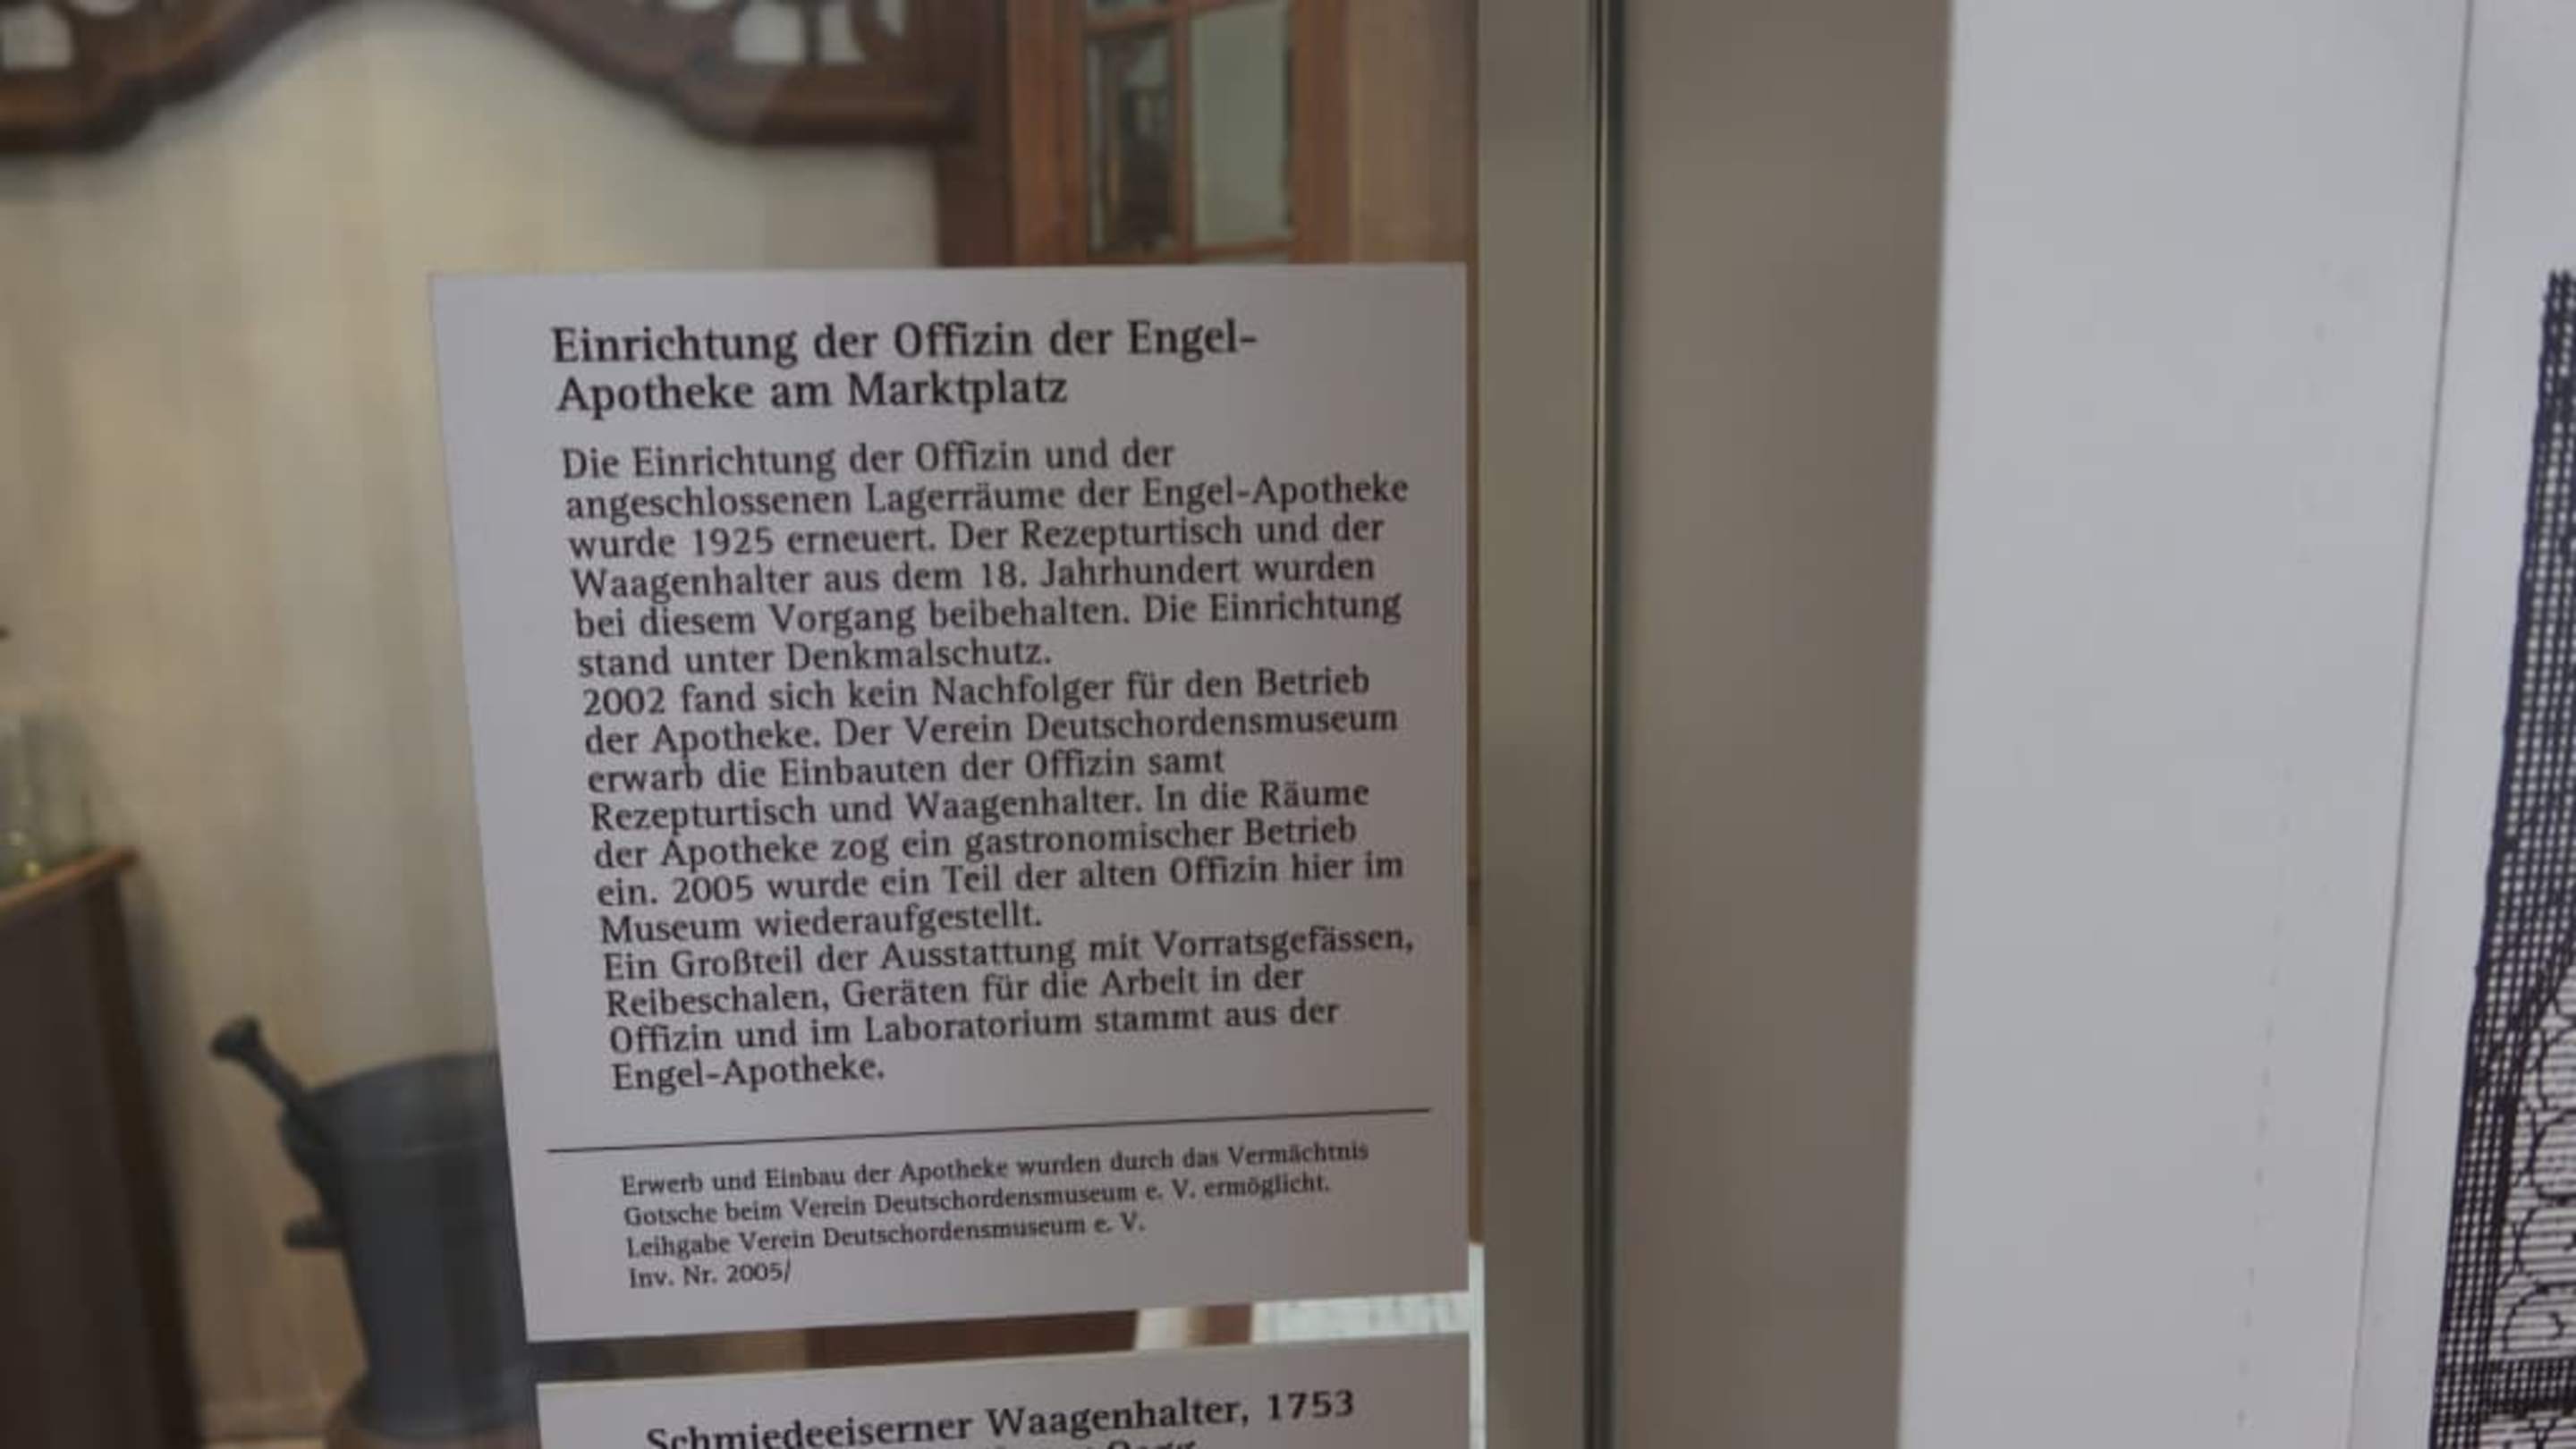 Einrichtung der Offizin der Engel-
Apotheke am Marktplatz
Die Einrichtung der Offizin und der
angeschlossenen Lagerräume der Engel-Apotheke
wurde 1925 erneuert. Der Rezepturtisch und der
Waagenhalter aus dem 18. Jahrhundert wurden
bei diesem Vorgang beibehalten. Die Einrichtung
stand unter Denkmalschutz.
2002 fand sich kein Nachfolger für den Betrieb
der Apotheke. Der Verein Deutschordensmuseum
erwarb die Einbauten der Offizin samt
Rezepturtisch und Waagenhalter. In die Räume
der Apotheke zog ein gastronomischer Betrieb
ein. 2005 wurde ein Teil der alten Offizin hier im
Museum wiederaufgestellt.
Ein Großteil der Ausstattung mit Vorratsgefässen,
Reibeschalen, Geräten für die Arbeit in der
Offizin und im Laboratorium stammt aus der
Engel-Apotheke.
Erwerb und Einbau der Apotheke wurden durch das Vermächtnis
Gotsche beim Verein Deutschordensmuseum e. V. ermöglicht.
Leihgabe Verein Deutschordensmuseum e. V.
Inv. Nr. 2005/
Schmiedeeiserner Waagenhalter, 1753